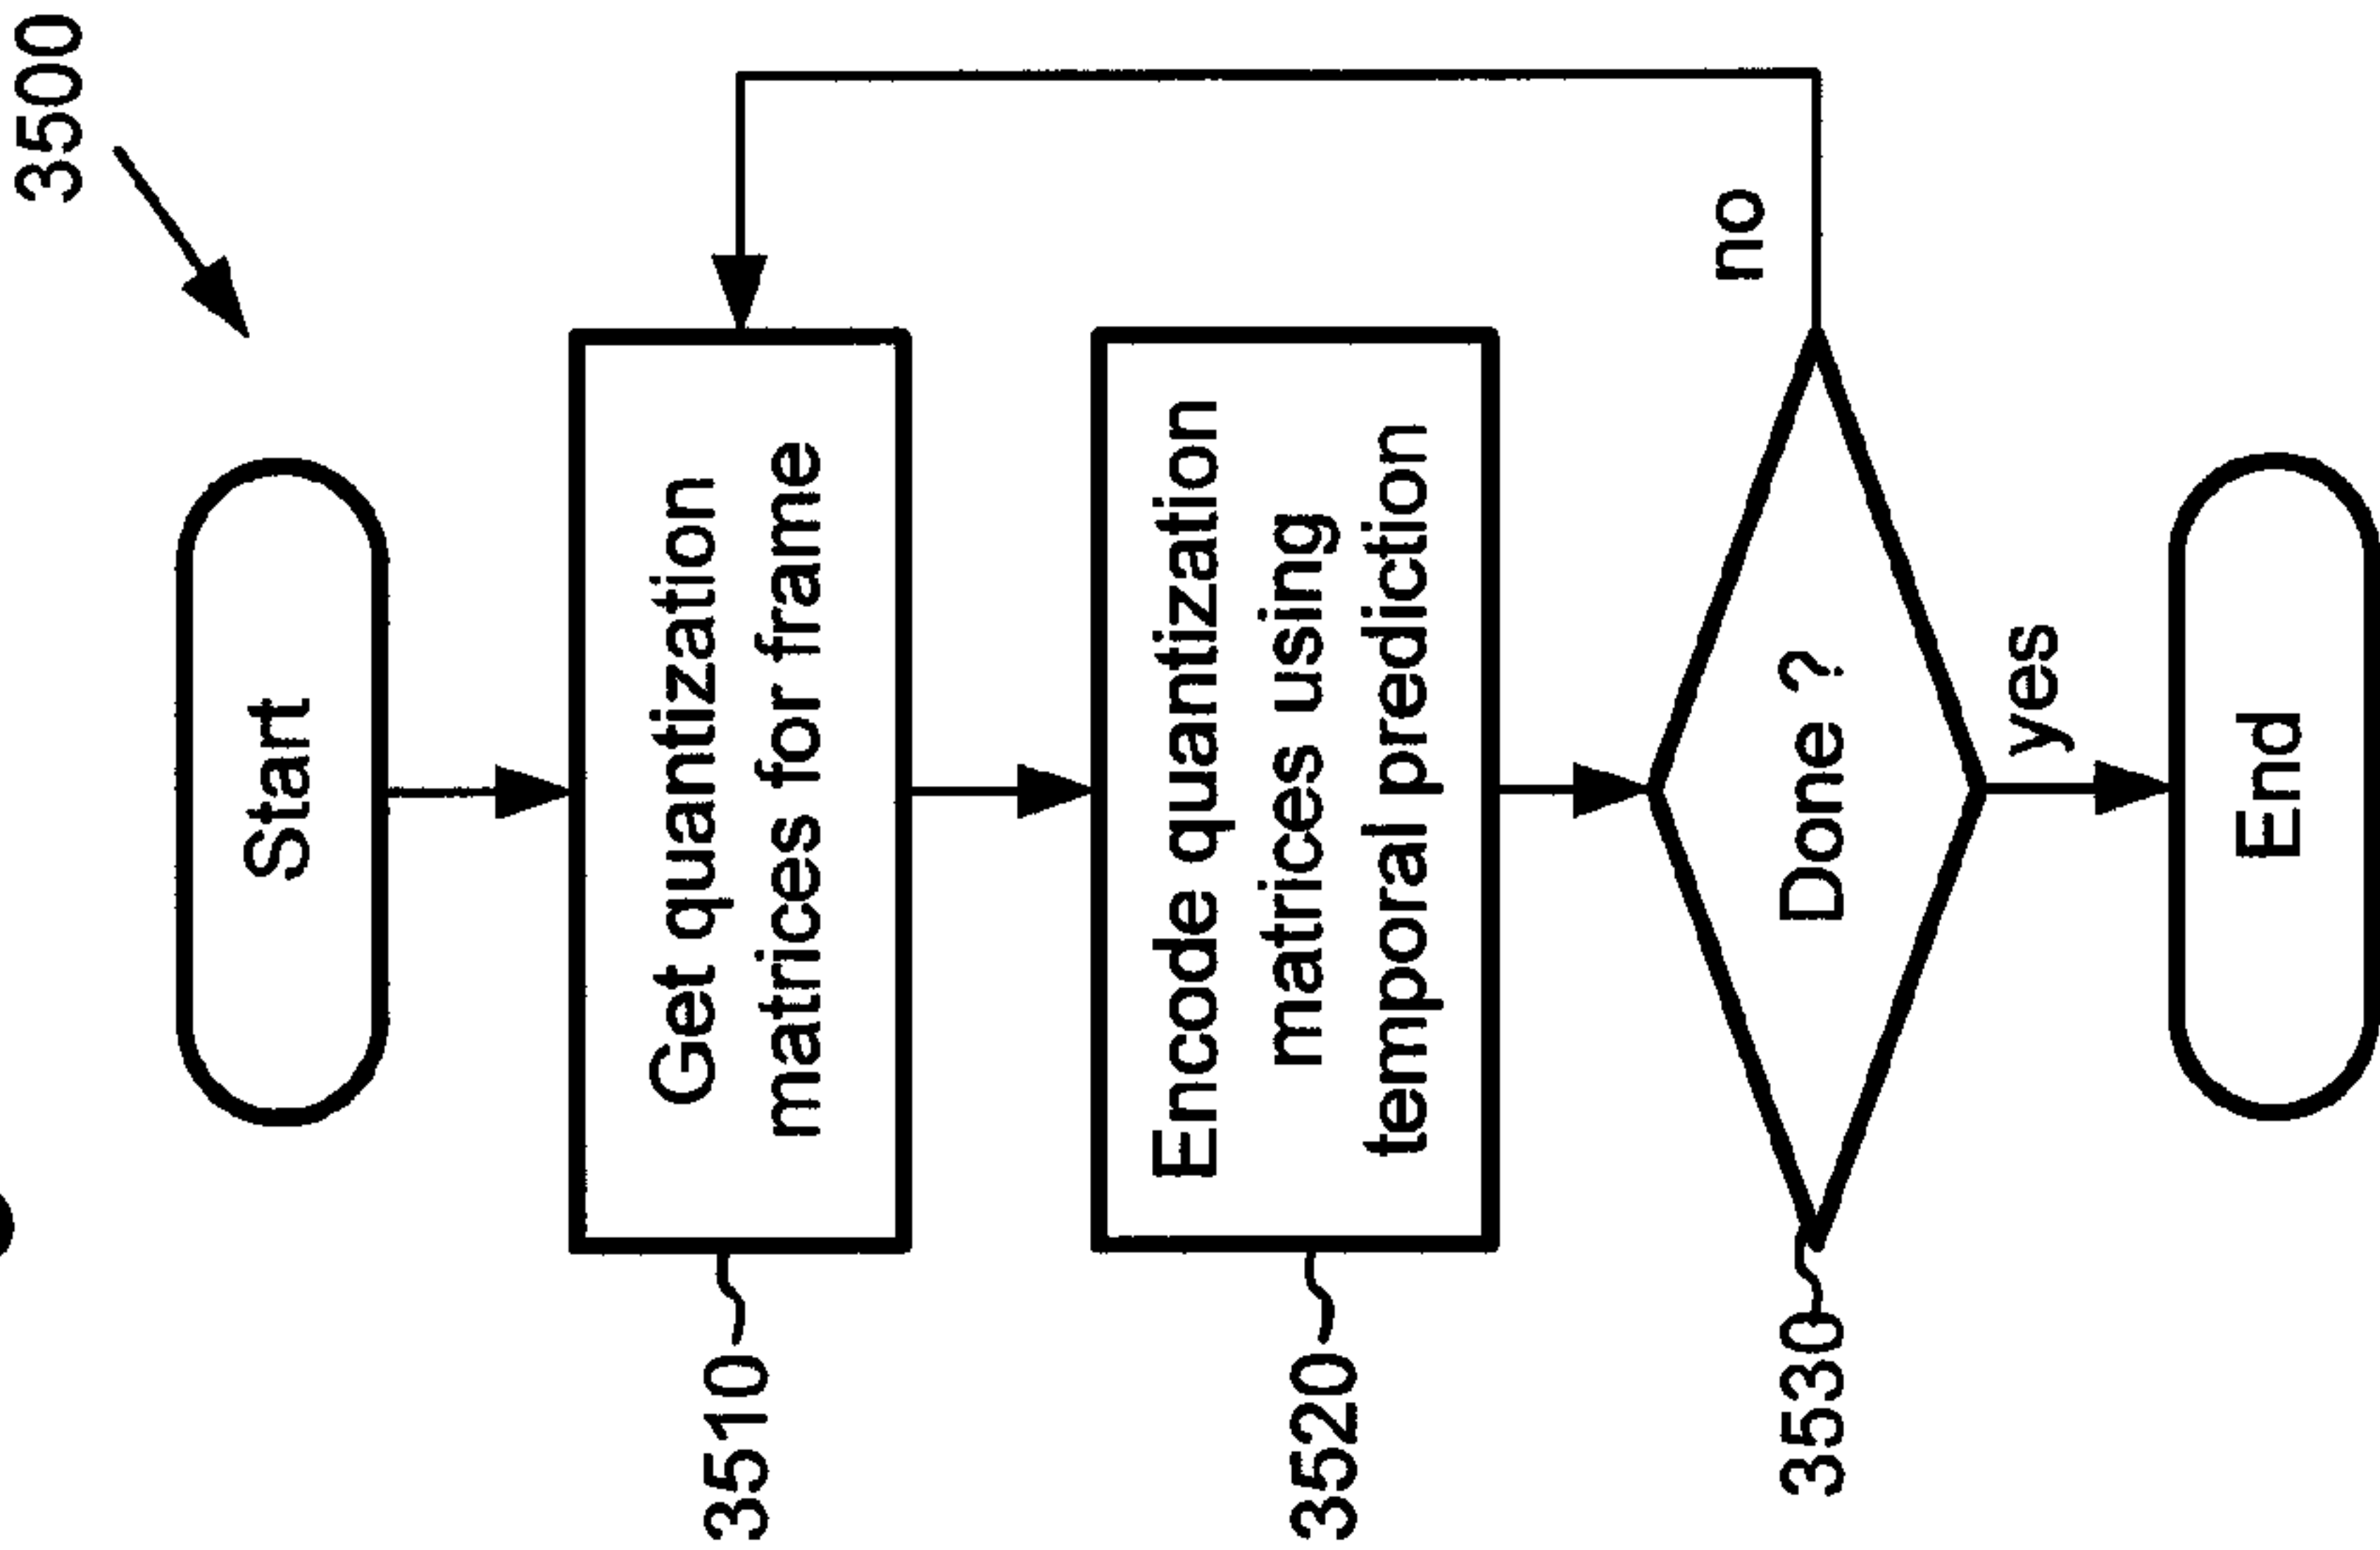 3500
Start
Get quantization
matrices for frame
3510
Encode quantization
matrices using
temporal prediction
3520
Done ?
no
3530
yes
End